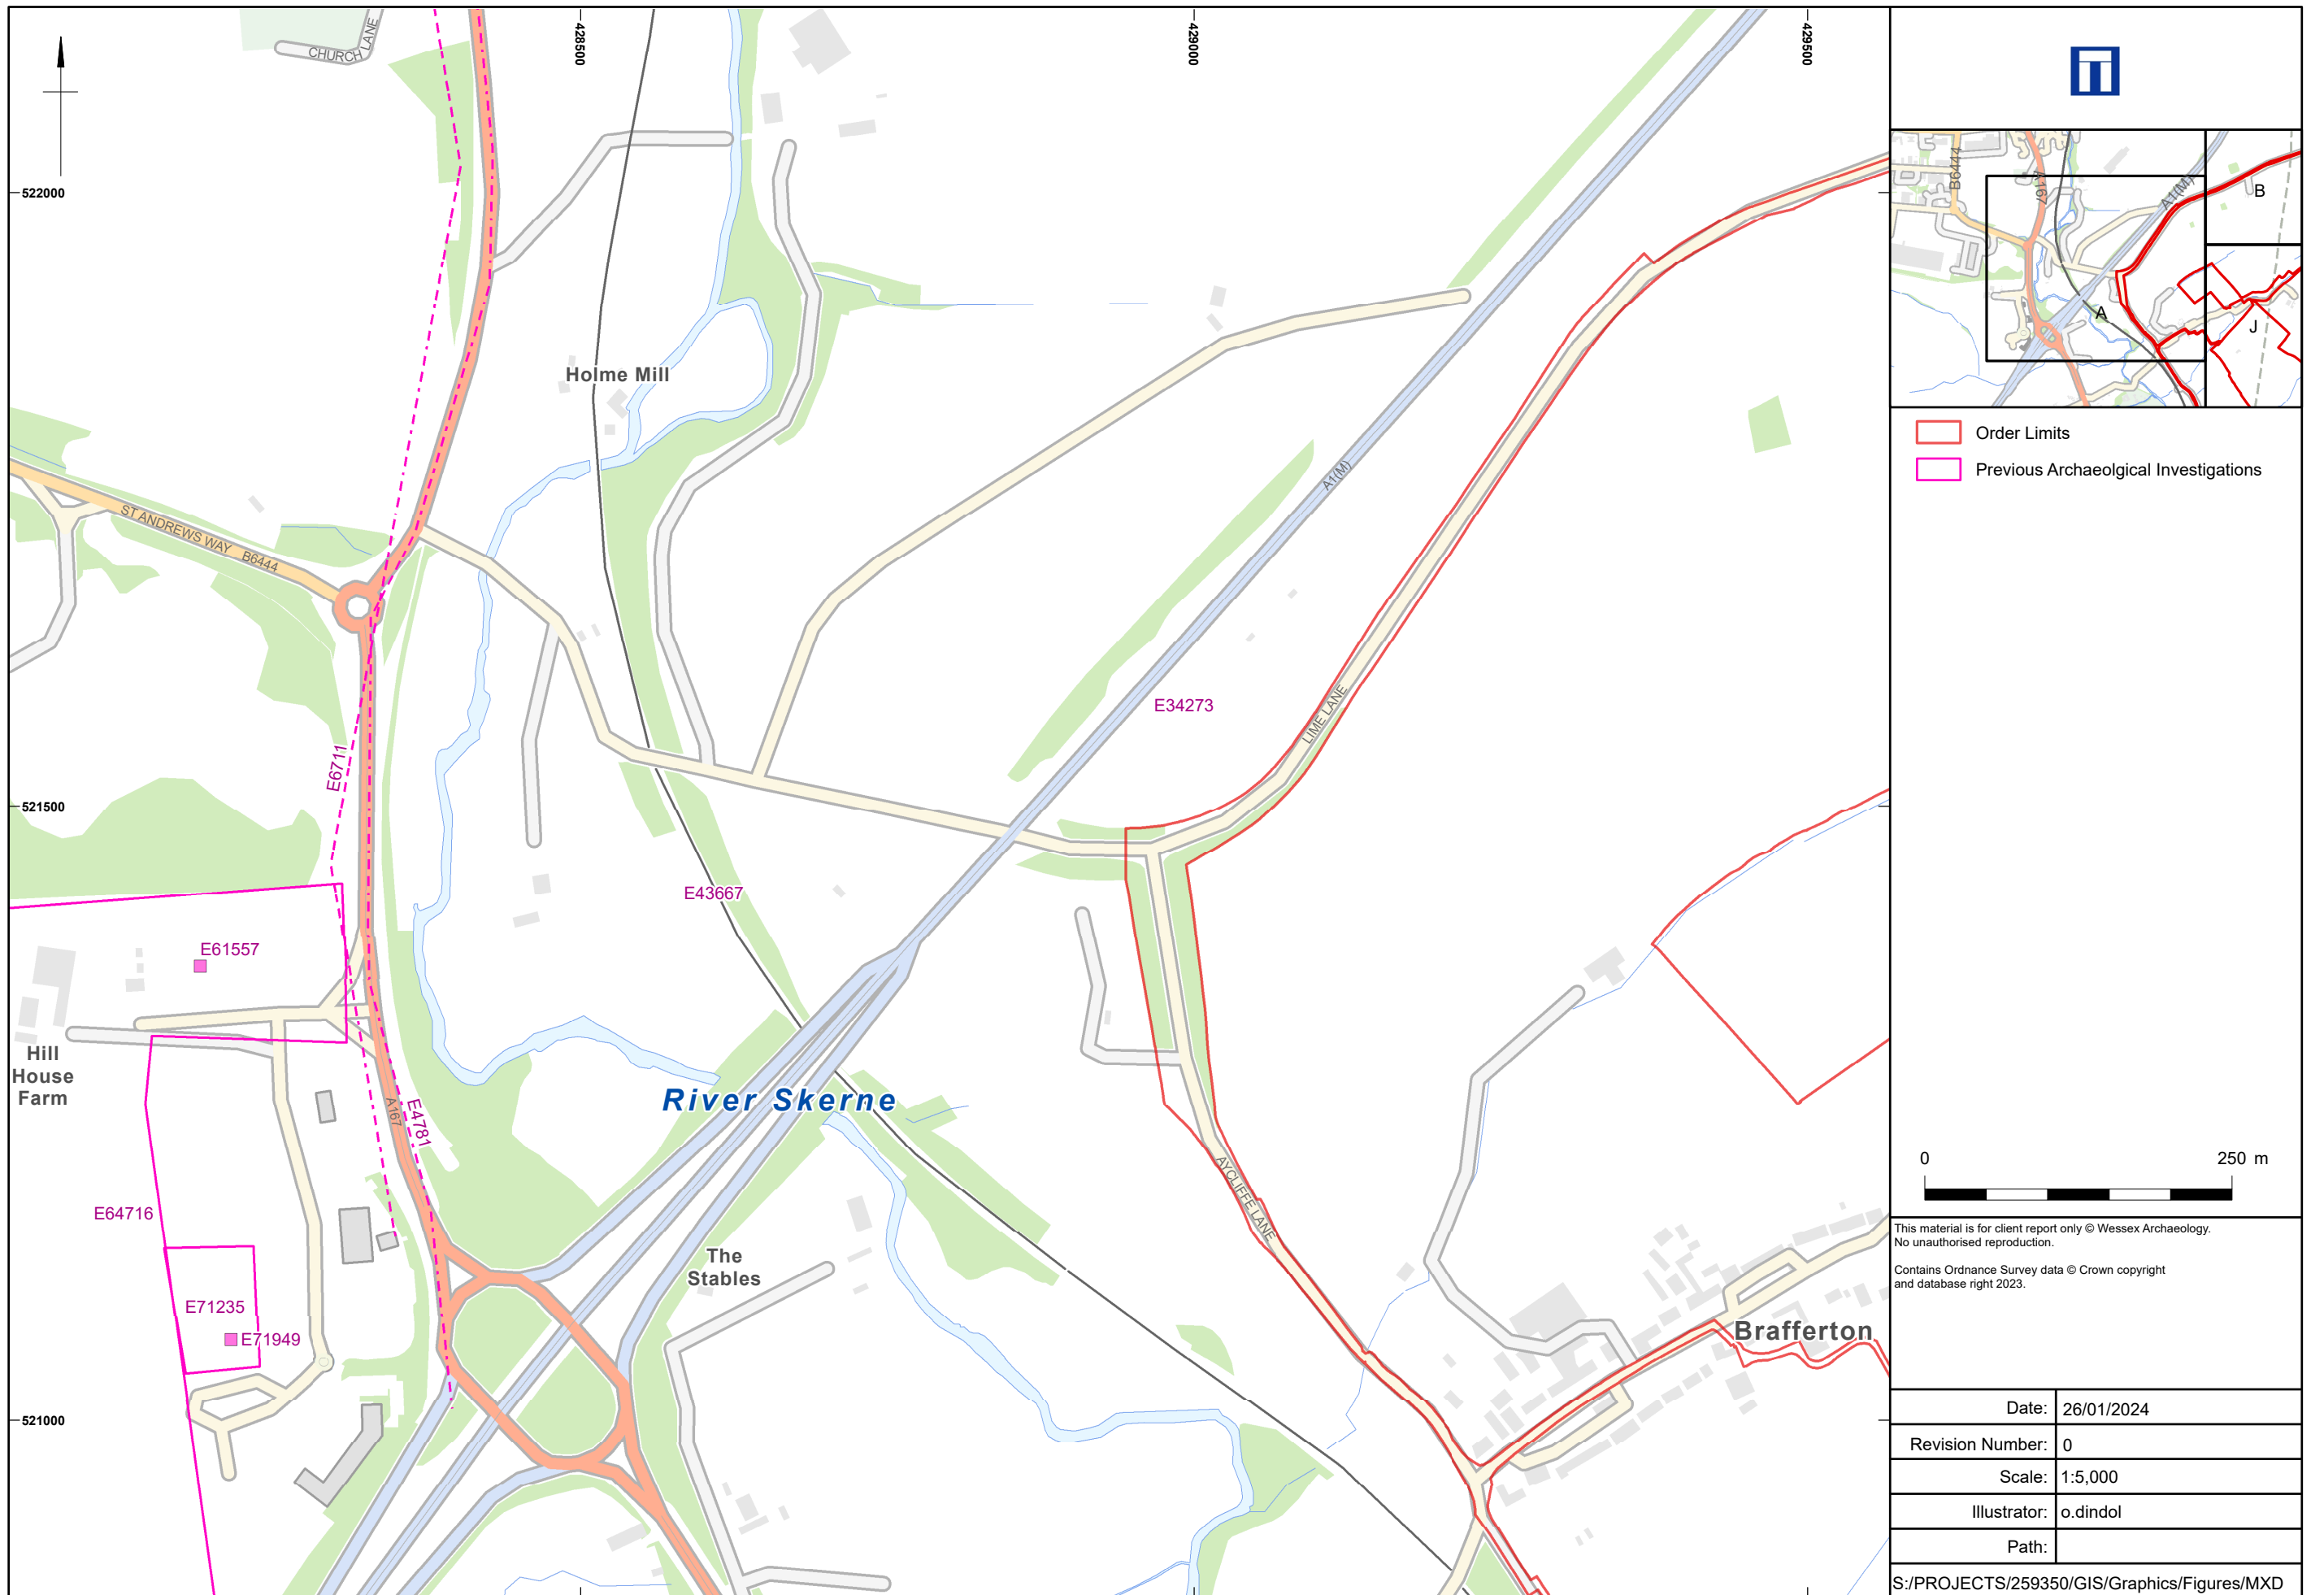 CHURCH LANE
428500
429000
429500
522000
Holme Mill
ST ANDREWS WAY B6444
A1(M)
E34273
LIME LANE
E6711
521500
E43667
E61557
Hill
House
Farm
River Skerne
A167
E4781
AYCLIFFE LANE
E64716
The
Stables
E71235
E71949
Brafferton
521000
B6444
A167
A1(M)
B
A
J
Order Limits
Previous Archaeolgical Investigations
0 250 m
This material is for client report only © Wessex Archaeology.
No unauthorised reproduction.
Contains Ordnance Survey data © Crown copyright
and database right 2023.
Date: 26/01/2024
Revision Number: 0
Scale: 1:5,000
Illustrator: o.dindol
Path:
S:/PROJECTS/259350/GIS/Graphics/Figures/MXD